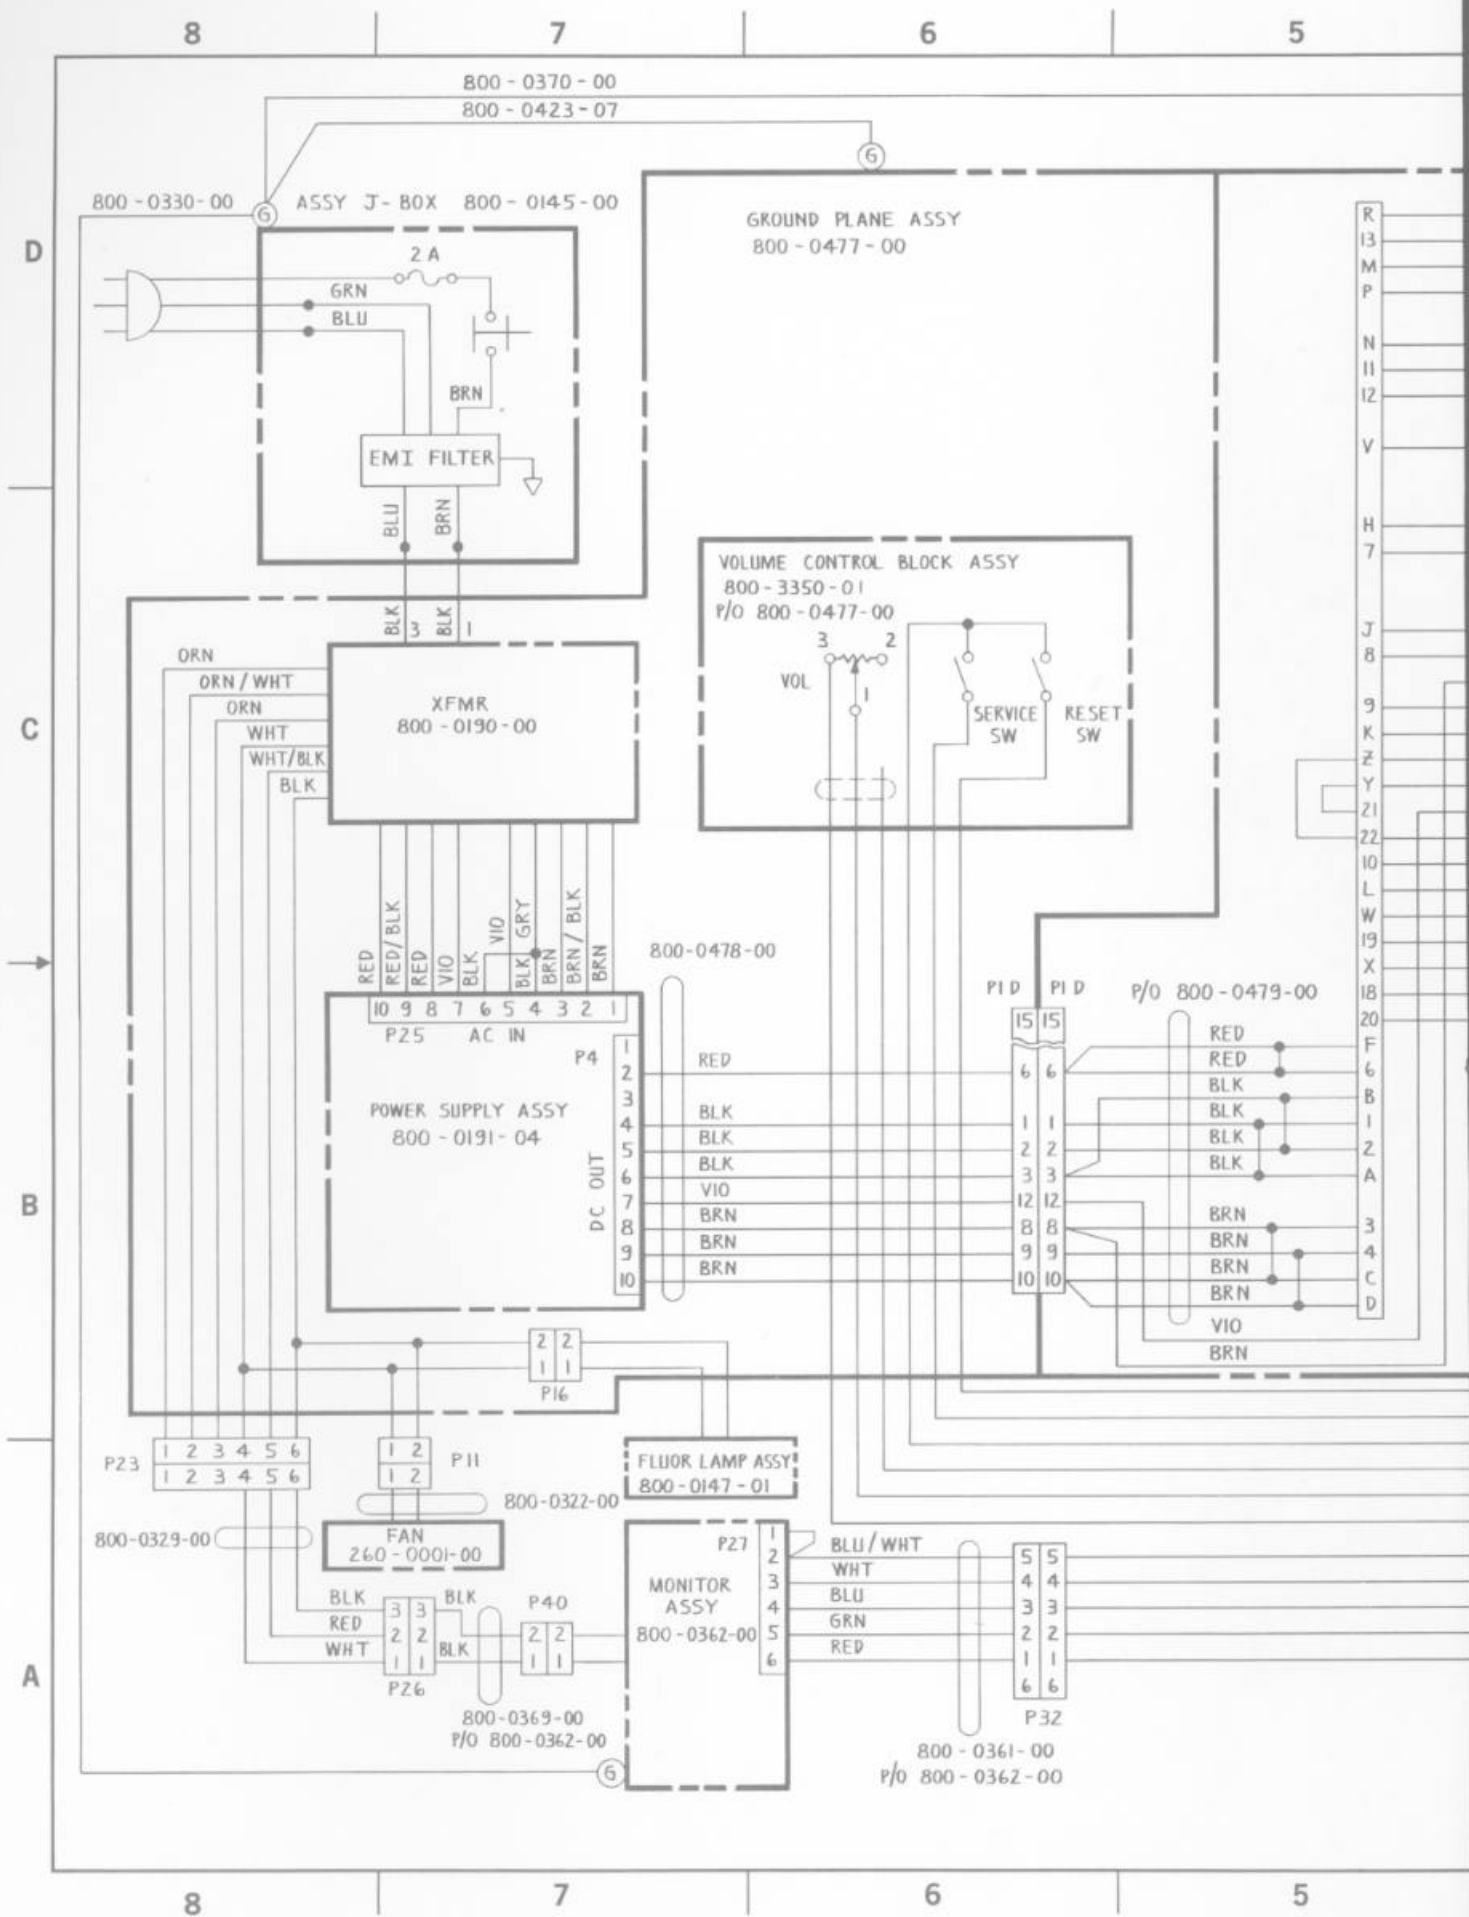 8 7 6 5
800 - 0370 - 00
800 - 0423 - 07
G
800 - 0330 - 00 G ASSY J - BOX 800 - 0145 - 00
GROUND PLANE ASSY
800 - 0477 - 00
D
2 A
GRN
BLU
BRN
EMI FILTER
BLU BRN
R
13
M
P
N
11
12
V
H
7
J
8
9
K
Z
Y
21
22
10
L
W
19
X
18
20
F
6
B
1
2
A
3
4
C
D
VOLUME CONTROL BLOCK ASSY
800 - 3350 - 01
P/O 800 - 0477 - 00
3 2
VOL 1
SERVICE SW
RESET SW
BLK 3 BLK 1
ORN
ORN / WHT
ORN
WHT
WHT/BLK
BLK
C
XFMR
800 - 0190 - 00
RED RED/BLK RED VIO BLK VIO BLK GRY BRN BRN / BLK BRN
10 9 8 7 6 5 4 3 2 1
P25 AC IN
800-0478-00
P1D P1D
P/O 800 - 0479-00
P4
1
2
3
4
5
6
7
8
9
10
DC OUT
POWER SUPPLY ASSY
800 - 0191 - 04
RED
BLK
BLK
BLK
VIO
BRN
BRN
BRN
15 15
6 6
1 1
2 2
3 3
12 12
8 8
9 9
10 10
RED
RED
BLK
BLK
BLK
BLK
BRN
BRN
BRN
BRN
VIO
BRN
B
2 2
1 1
P16
P23
1 2 3 4 5 6
1 2 3 4 5 6
1 2
1 2
P11
800-0322-00
800-0329-00
FAN
260 - 0001-00
FLUOR LAMP ASSY
800 - 0147 - 01
P27
1
2
3
4
5
6
MONITOR
ASSY
800 - 0362-00
BLU / WHT
WHT
BLU
GRN
RED
5 5
4 4
3 3
2 2
1 1
6 6
P32
BLK
RED
WHT
3 3
2 2
1 1
P26
BLK
BLK
P40
2 2
1 1
A
800-0369-00
P/O 800-0362-00
G
800 - 0361-00
P/O 800 - 0362-00
8 7 6 5